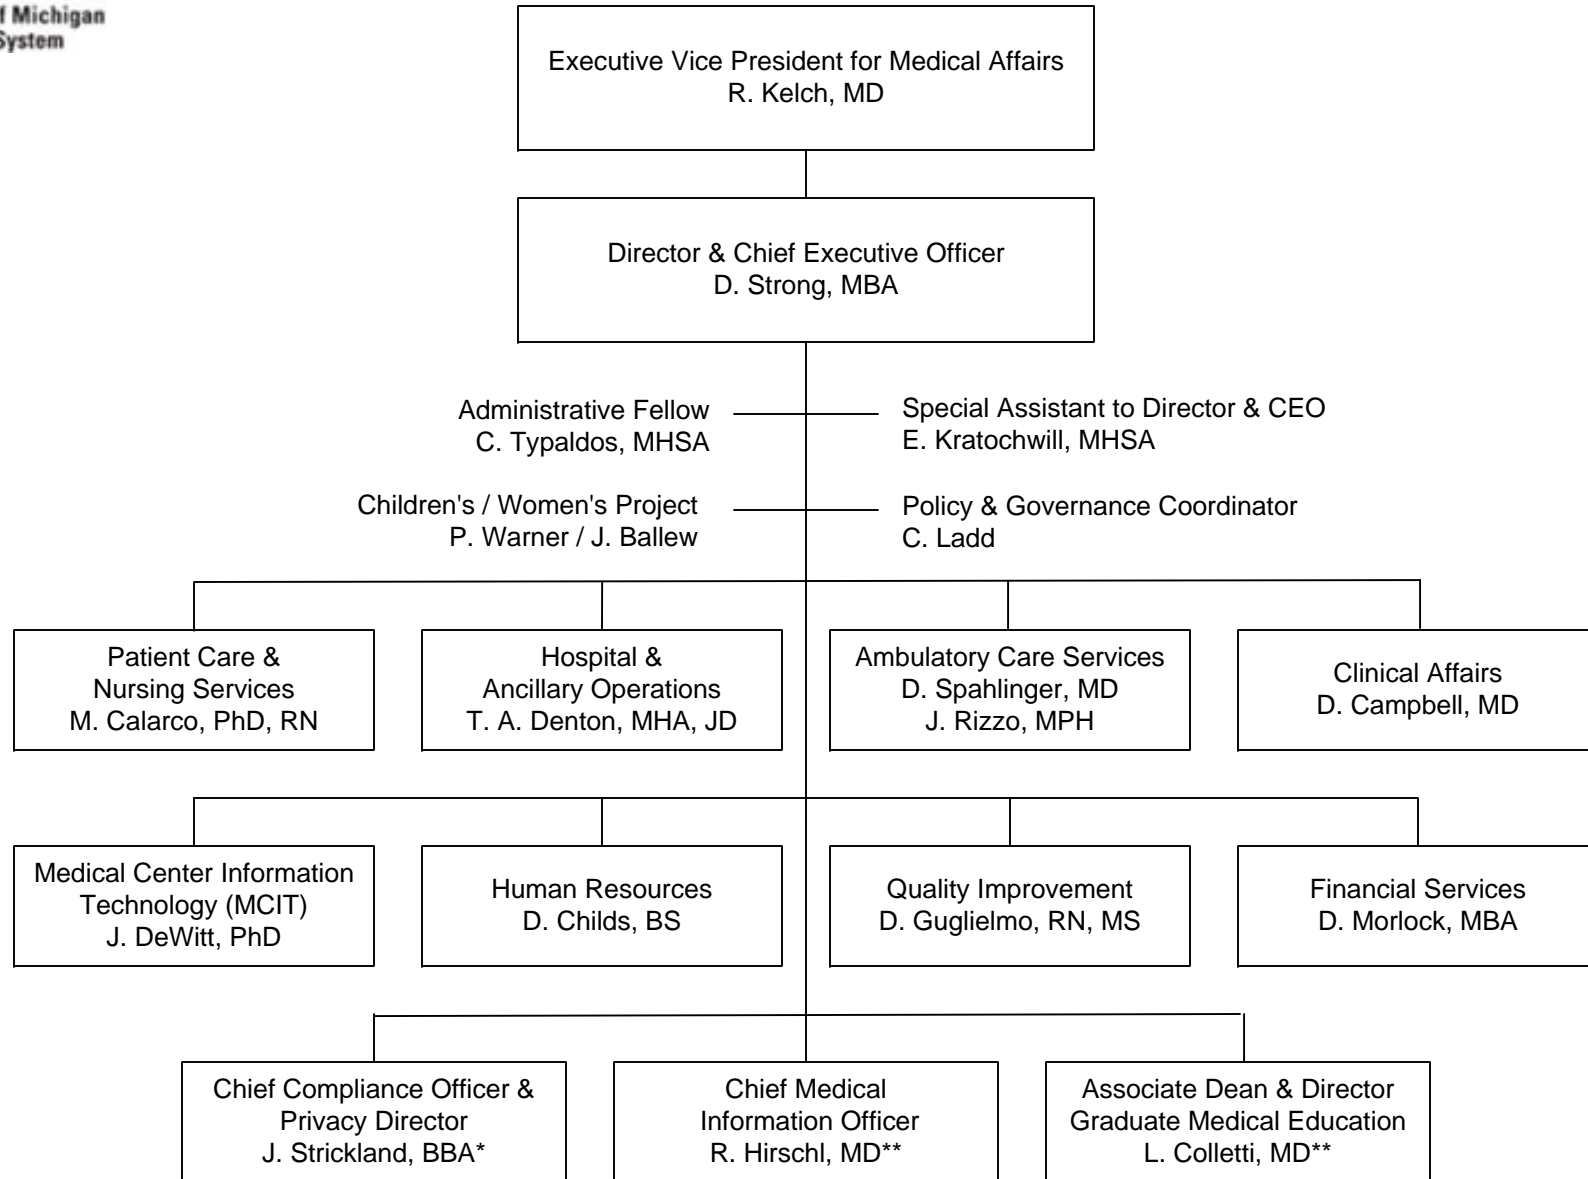 f Michigan
System
Executive Vice President for Medical Affairs
R. Kelch, MD
Director & Chief Executive Officer
D. Strong, MBA
Administrative Fellow
C. Typaldos, MHSA
Special Assistant to Director & CEO
E. Kratochwill, MHSA
Children's / Women's Project
P. Warner / J. Ballew
Policy & Governance Coordinator
C. Ladd
Patient Care &
Nursing Services
M. Calarco, PhD, RN
Hospital &
Ancillary Operations
T. A. Denton, MHA, JD
Ambulatory Care Services
D. Spahlinger, MD
J. Rizzo, MPH
Clinical Affairs
D. Campbell, MD
Medical Center Information
Technology (MCIT)
J. DeWitt, PhD
Human Resources
D. Childs, BS
Quality Improvement
D. Guglielmo, RN, MS
Financial Services
D. Morlock, MBA
Chief Compliance Officer &
Privacy Director
J. Strickland, BBA*
Chief Medical
Information Officer
R. Hirschl, MD**
Associate Dean & Director
Graduate Medical Education
L. Colletti, MD**